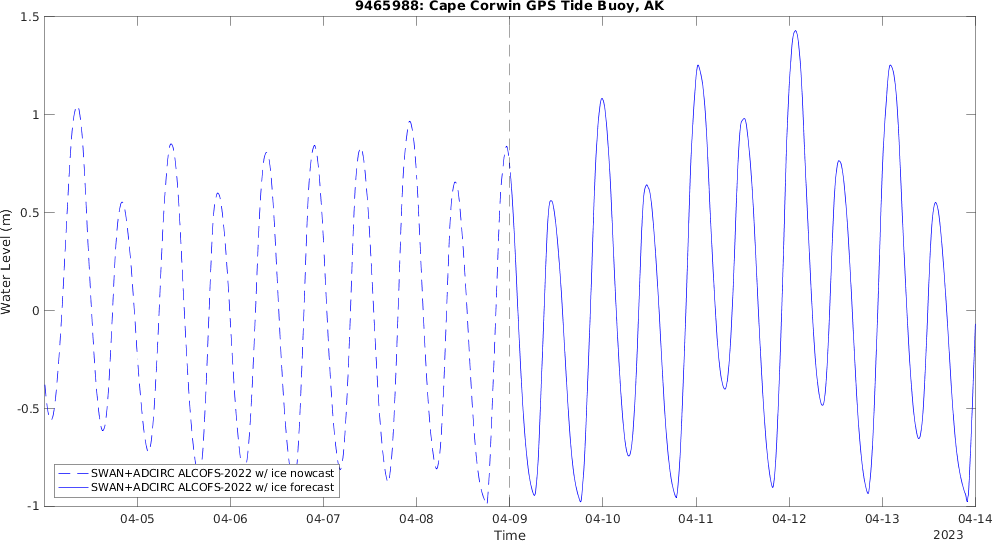 9465988: Cape Corwin GPS Tide Buoy, AK
1.5
1
0.5
0
-0.5
-1
Water Level (m)
SWAN+ADCIRC ALCOFS-2022 w/ ice nowcast
SWAN+ADCIRC ALCOFS-2022 w/ ice forecast
04-05 04-06 04-07 04-08 04-09 04-10 04-11 04-12 04-13 04-14
Time
2023